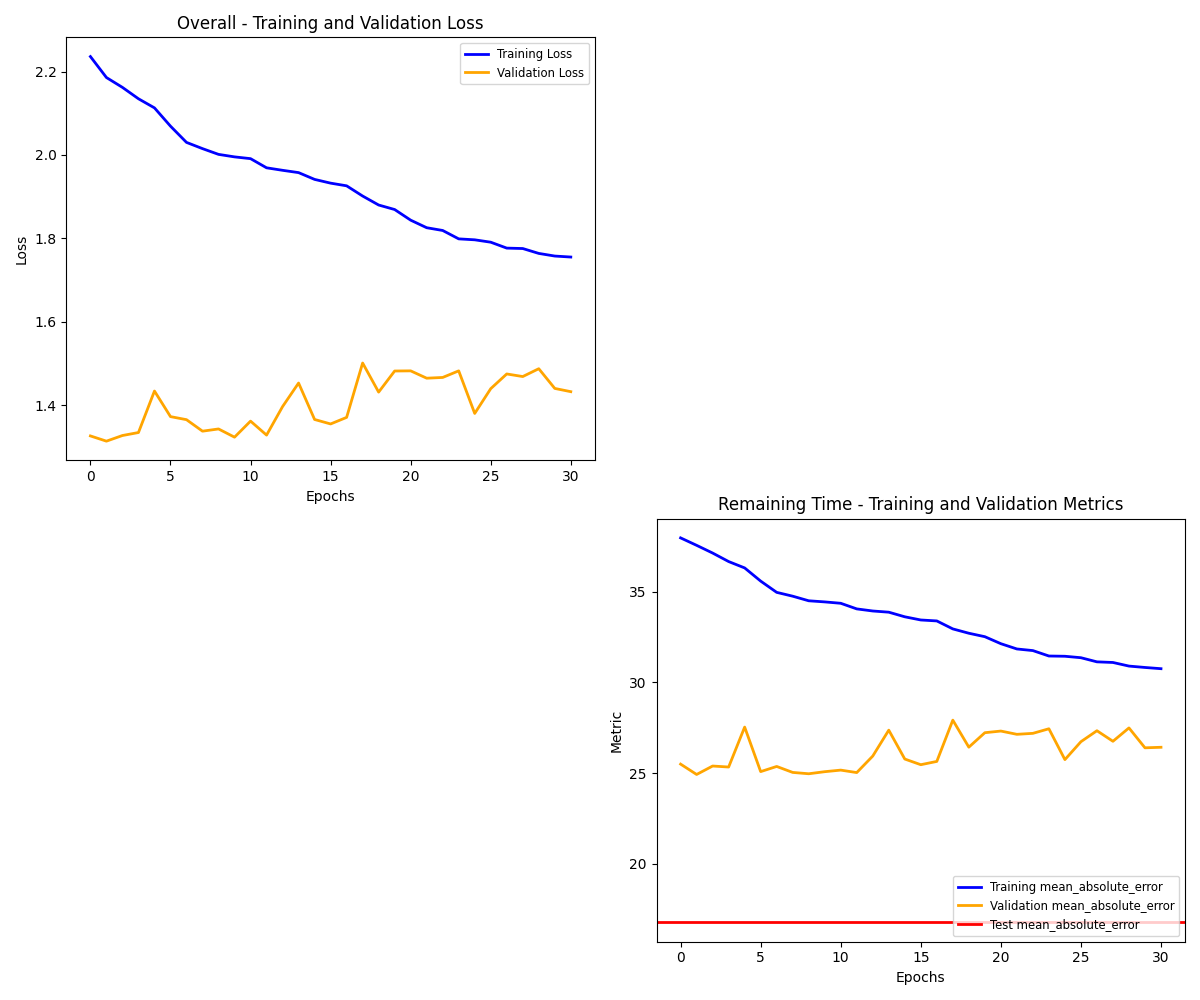 Overall - Training and Validation Loss
Training Loss
Validation Loss
2.2
2.0
1.8
1.6
1.4
Loss
0 5 10 15 20 25 30
Epochs
Remaining Time - Training and Validation Metrics
35
30
25
20
Metric
Training mean_absolute_error
Validation mean_absolute_error
Test mean_absolute_error
0 5 10 15 20 25 30
Epochs